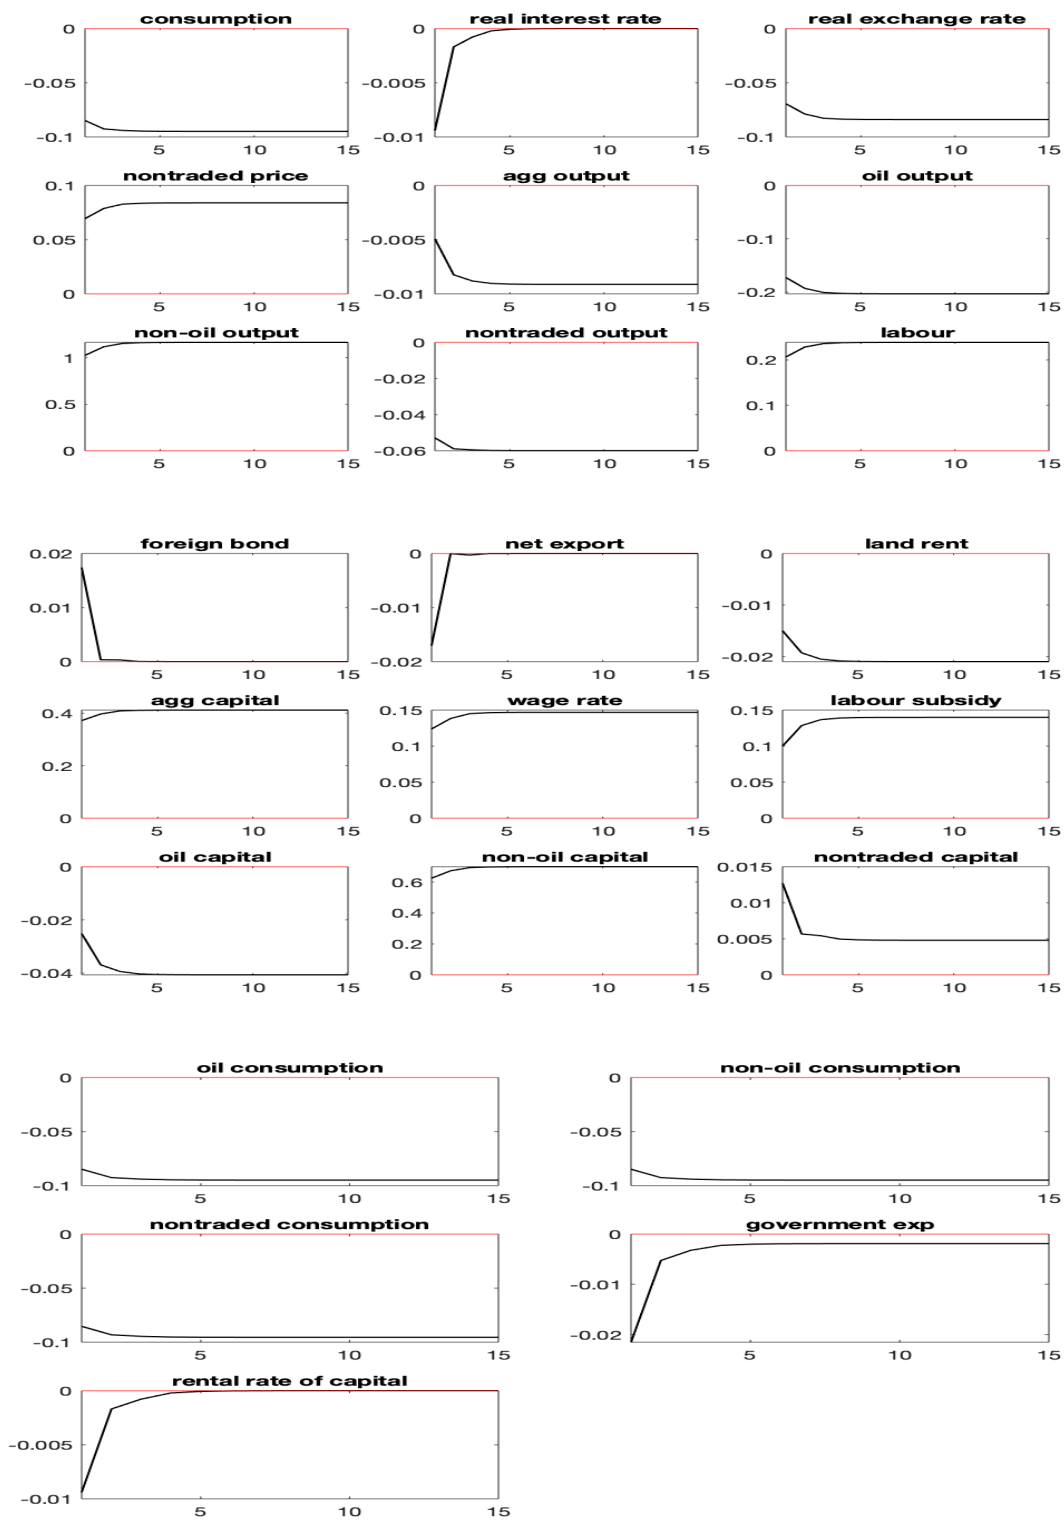 consumption
0
-0.05
-0.1
5 10 15
real interest rate
0
-0.005
-0.01
5 10 15
real exchange rate
0
-0.05
-0.1
5 10 15
nontraded price
0.1
0.05
0
5 10 15
agg output
0
-0.005
-0.01
5 10 15
oil output
0
-0.1
-0.2
5 10 15
non-oil output
1
0.5
0
5 10 15
nontraded output
0
-0.02
-0.04
-0.06
5 10 15
labour
0.2
0.1
0
5 10 15
foreign bond
0.02
0.01
0
5 10 15
net export
0
-0.01
-0.02
5 10 15
land rent
0
-0.01
-0.02
5 10 15
agg capital
0.4
0.2
0
5 10 15
wage rate
0.15
0.1
0.05
0
5 10 15
labour subsidy
0.15
0.1
0.05
0
5 10 15
oil capital
0
-0.02
-0.04
5 10 15
non-oil capital
0.6
0.4
0.2
0
5 10 15
nontraded capital
0.015
0.01
0.005
0
5 10 15
oil consumption
0
-0.05
-0.1
5 10 15
non-oil consumption
0
-0.05
-0.1
5 10 15
nontraded consumption
0
-0.05
-0.1
5 10 15
government exp
0
-0.01
-0.02
5 10 15
rental rate of capital
0
-0.005
-0.01
5 10 15